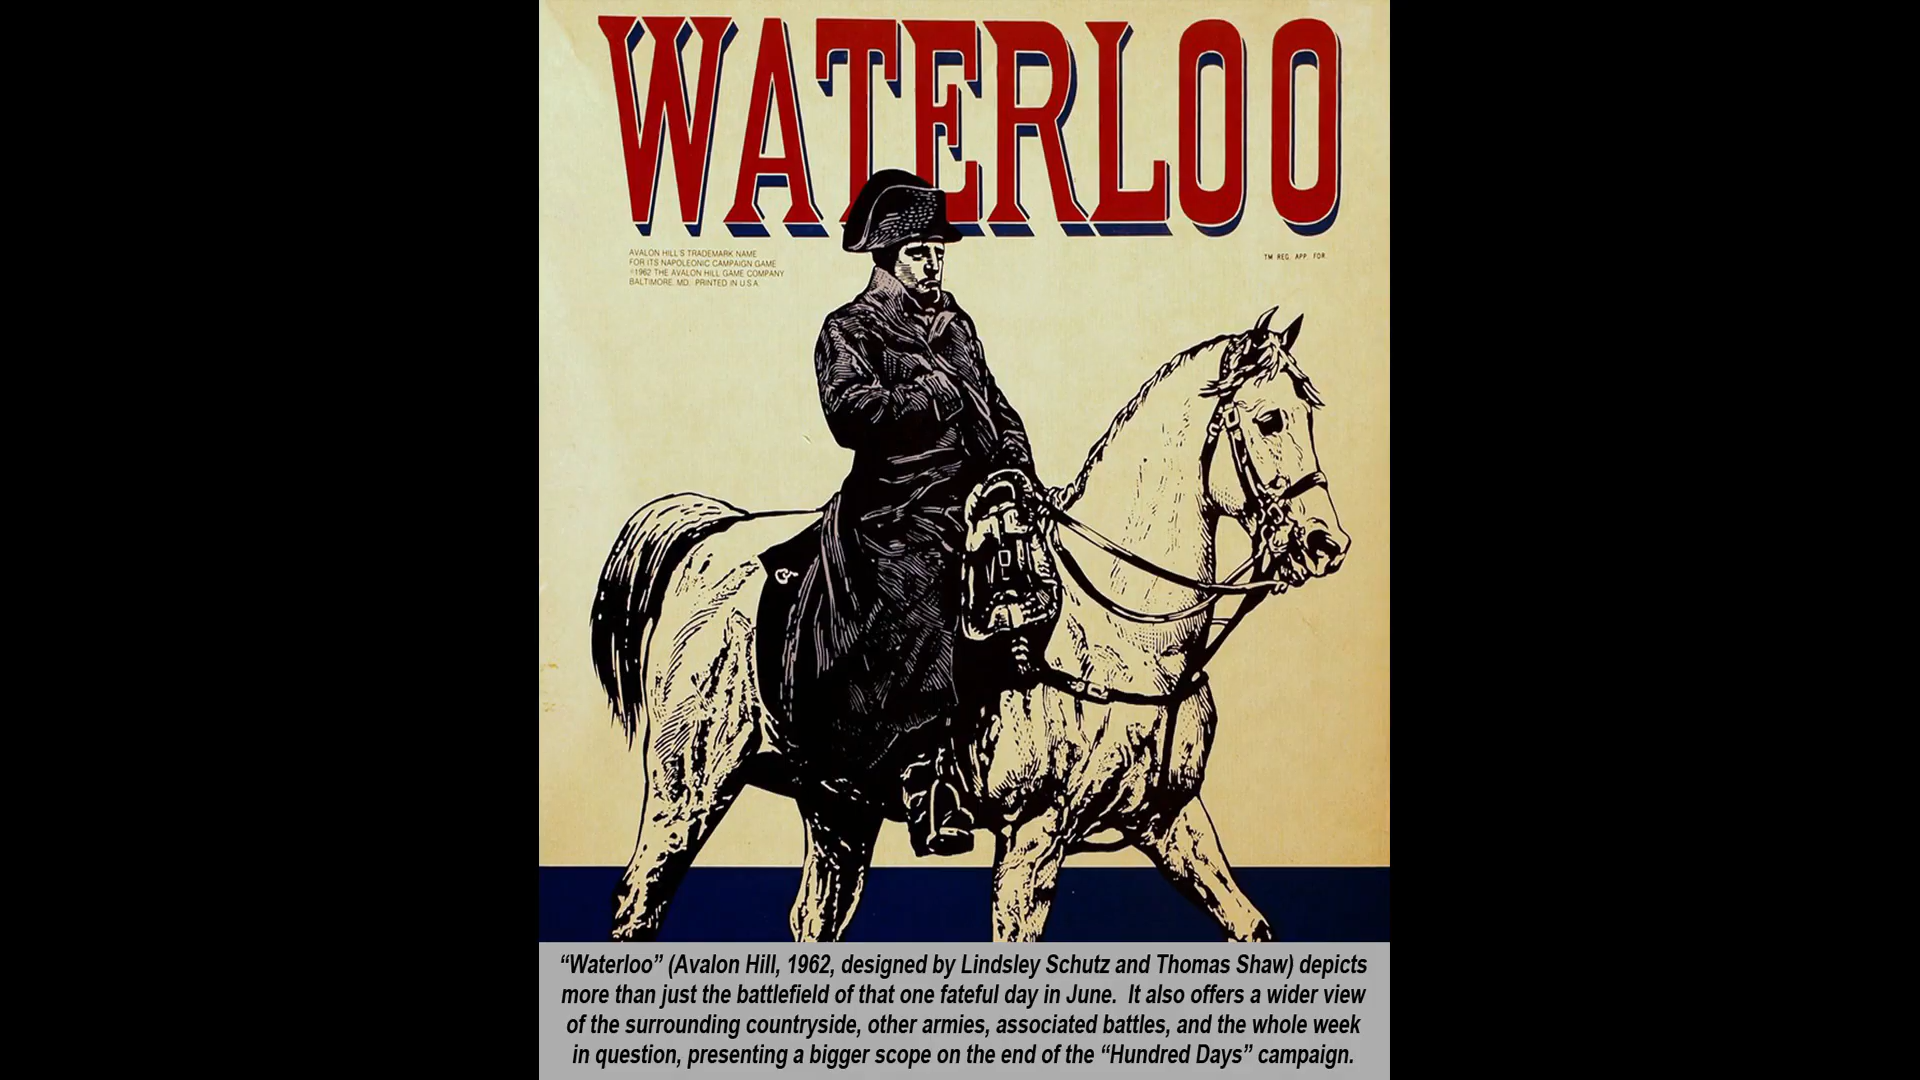 WATERLOO
AVALON HILL'S TRADEMARK NAME
FOR ITS NAPOLEONIC CAMPAIGN GAME
©1962 THE AVALON HILL GAME COMPANY
BALTIMORE, MD. PRINTED IN U.S.A.
TM REG. APP. FOR.
“Waterloo” (Avalon Hill, 1962, designed by Lindsley Schutz and Thomas Shaw) depicts
more than just the battlefield of that one fateful day in June. It also offers a wider view
of the surrounding countryside, other armies, associated battles, and the whole week
in question, presenting a bigger scope on the end of the “Hundred Days” campaign.